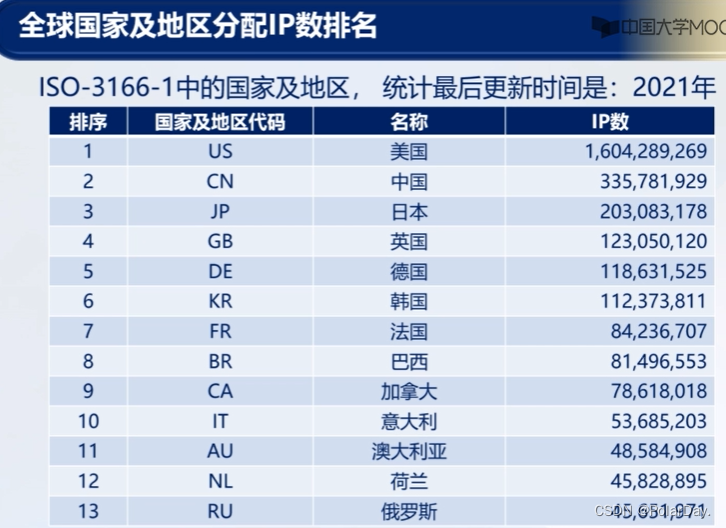 全球国家及地区分配IP数排名
中国大学MOO
ISO-3166-1中的国家及地区， 统计最后更新时间是：2021年
排序 国家及地区代码 名称 IP数
1 US 美国 1,604,289,269
2 CN 中国 335,781,929
3 JP 日本 203,083,178
4 GB 英国 123,050,120
5 DE 德国 118,631,525
6 KR 韩国 112,373,811
7 FR 法国 84,236,707
8 BR 巴西 81,496,553
9 CA 加拿大 78,618,018
10 IT 意大利 53,685,203
11 AU 澳大利亚 48,584,908
12 NL 荷兰 45,828,895
13 RU 俄罗斯